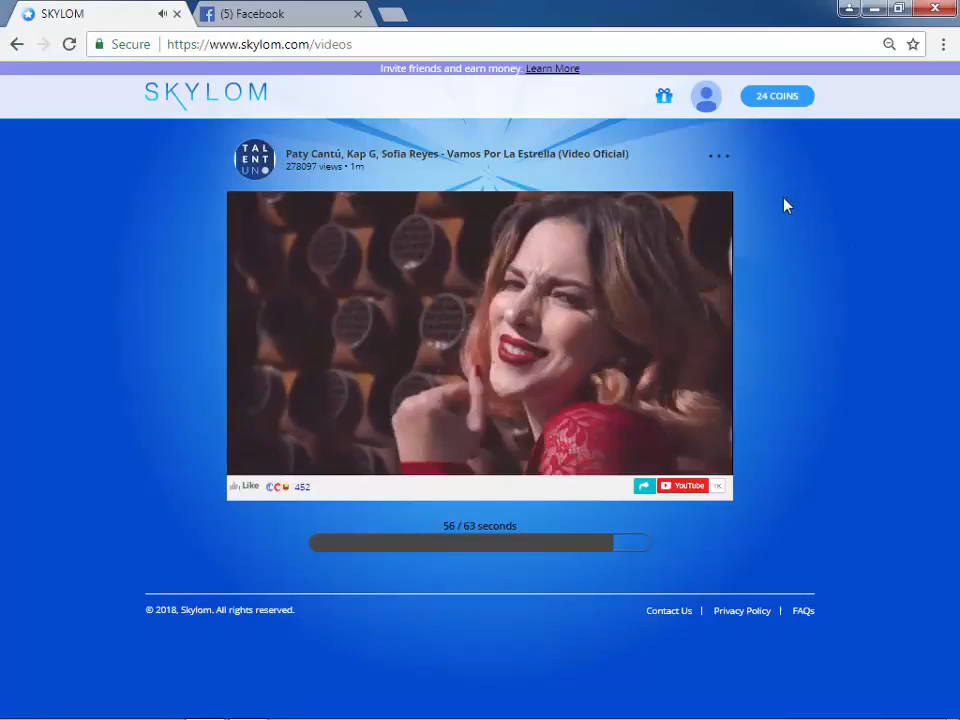 SKYLOM
(5) Facebook
Secure
https://www.skylom.com/videos
Invite friends and earn money. Learn More
SKYLOM
24 COINS
TAL
ENT
UN
Paty Cantú, Kap G, Sofia Reyes - Vamos Por La Estrella (Video Oficial)
278097 views • 1m
Like
452
YouTube
1K
56 / 63 seconds
© 2018, Skylom. All rights reserved.
Contact Us | Privacy Policy | FAQs